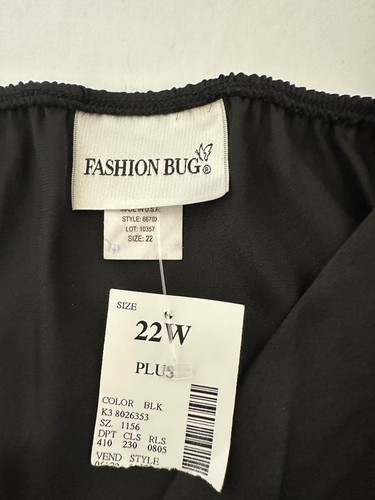 FASHION BUG®
MADE IN U.S.A.
STYLE: 6670X
LOT: 10357
SIZE: 22
SIZE
22W
PLUS
COLOR BLK
K3 8026353
SZ. 1156
DPT CLS RLS
410 230 0805
VEND STYLE